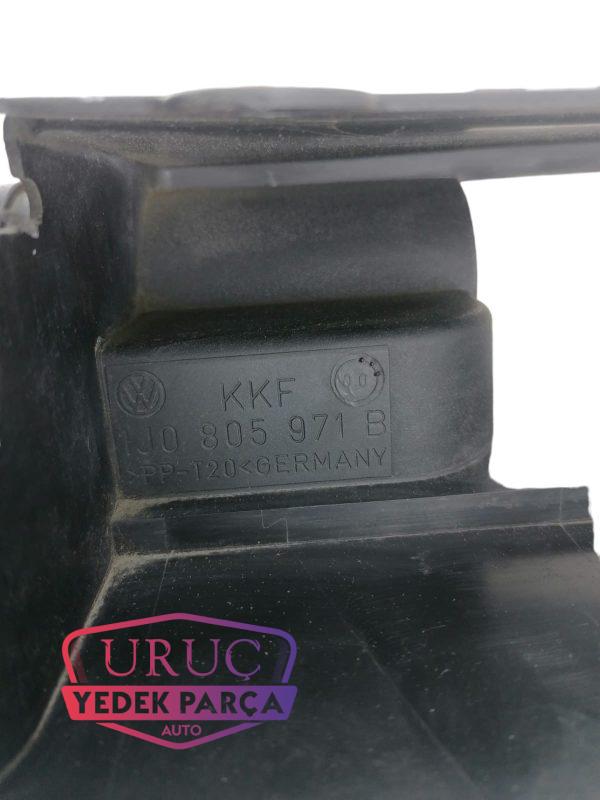 KKF
1J0 805 971 B
>PP-T20<GERMANY
URUÇ
YEDEK PARÇA
AUTO